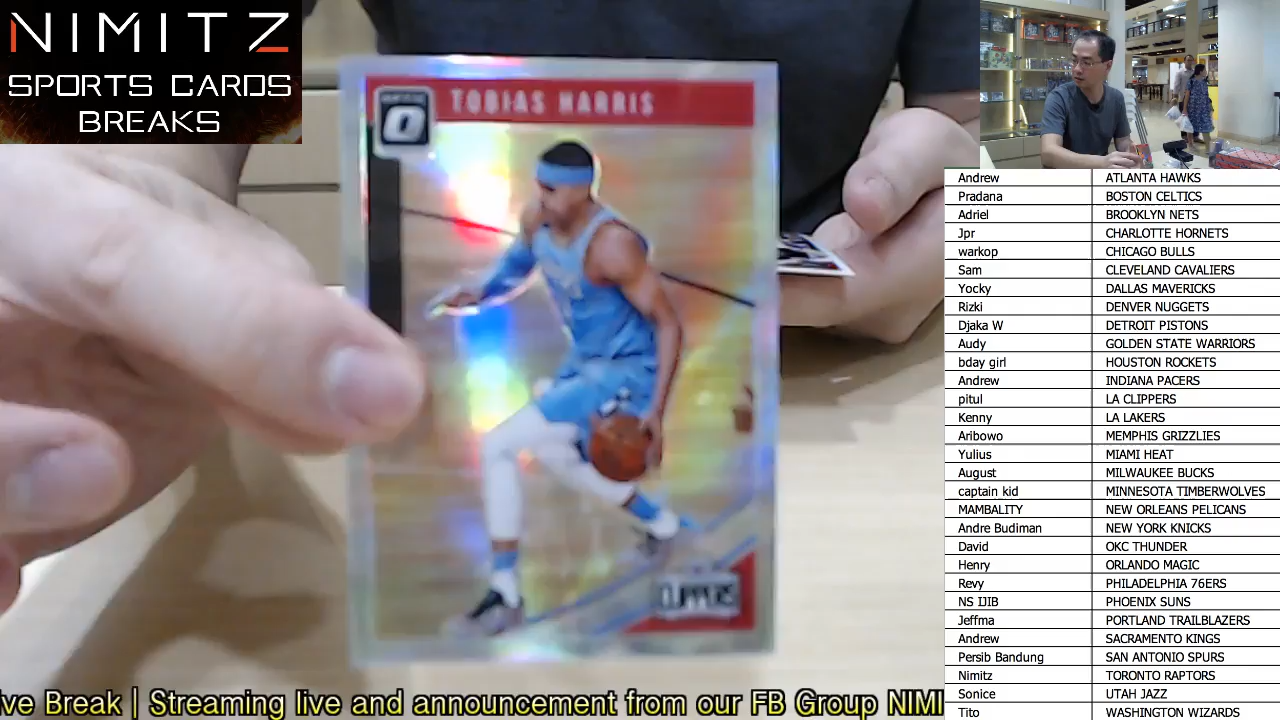 NIMITZ
SPORTS CARDS
BREAKS
TOBIAS HARRIS
CLIPPERS
Andrew ATLANTA HAWKS
Pradana BOSTON CELTICS
Adriel BROOKLYN NETS
Jpr CHARLOTTE HORNETS
warkop CHICAGO BULLS
Sam CLEVELAND CAVALIERS
Yocky DALLAS MAVERICKS
Rizki DENVER NUGGETS
Djaka W DETROIT PISTONS
Audy GOLDEN STATE WARRIORS
bday girl HOUSTON ROCKETS
Andrew INDIANA PACERS
pitul LA CLIPPERS
Kenny LA LAKERS
Aribowo MEMPHIS GRIZZLIES
Yulius MIAMI HEAT
August MILWAUKEE BUCKS
captain kid MINNESOTA TIMBERWOLVES
MAMBALITY NEW ORLEANS PELICANS
Andre Budiman NEW YORK KNICKS
David OKC THUNDER
Henry ORLANDO MAGIC
Revy PHILADELPHIA 76ERS
NS IJIB PHOENIX SUNS
Jeffma PORTLAND TRAILBLAZERS
Andrew SACRAMENTO KINGS
Persib Bandung SAN ANTONIO SPURS
Nimitz TORONTO RAPTORS
Sonice UTAH JAZZ
Tito WASHINGTON WIZARDS
ve Break | Streaming live and announcement from our FB Group NIMI